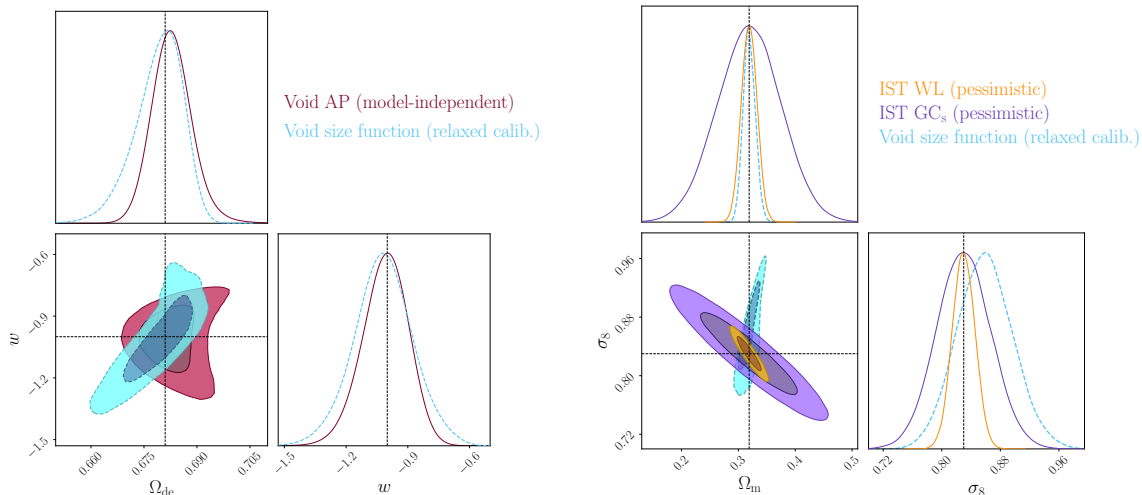 Void AP (model-independent)
Void size function (relaxed calib.)
w
−0.6
−0.9
−1.2
−1.5
0.660
0.675
0.690
0.705
Ω_de
−1.5
−1.2
−0.9
−0.6
w
IST WL (pessimistic)
IST GC_s (pessimistic)
Void size function (relaxed calib.)
σ_8
0.96
0.88
0.80
0.72
0.2
0.3
0.4
0.5
Ω_m
0.72
0.80
0.88
0.96
σ_8